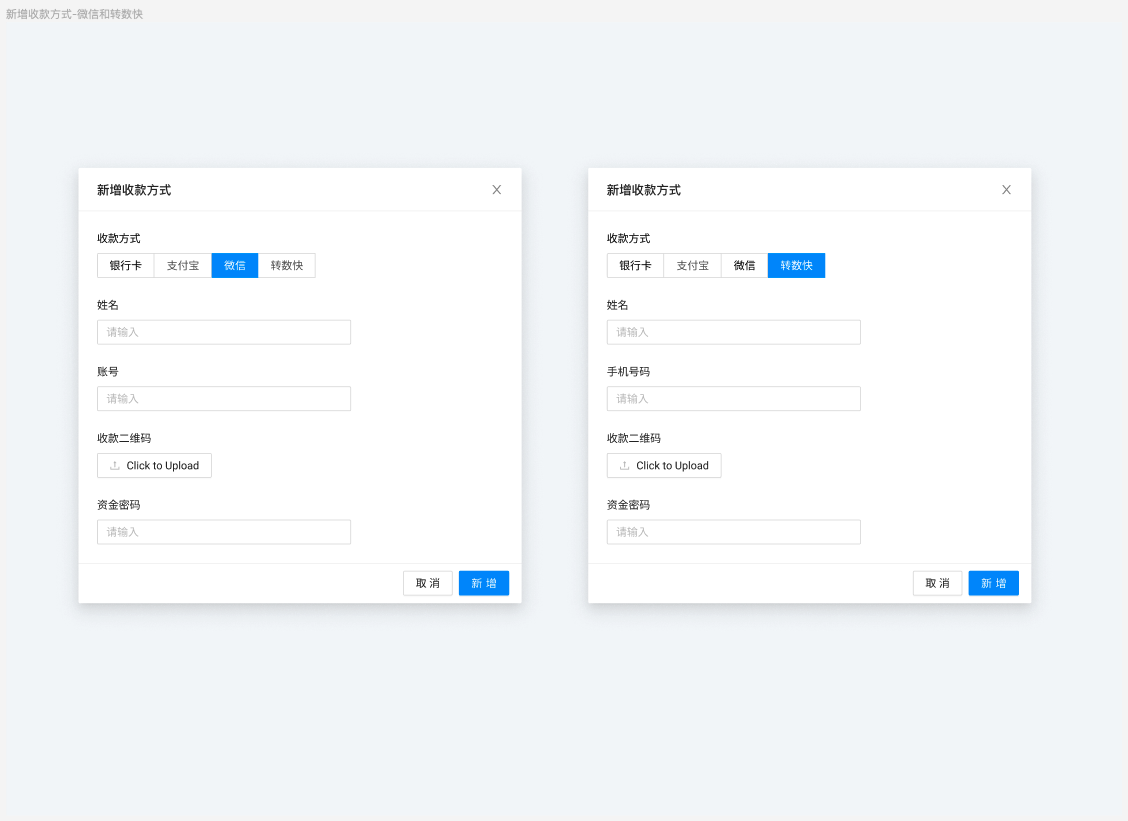 新增收款方式-微信和转数快
新增收款方式
收款方式
银行卡 支付宝 微信 转数快
姓名
请输入
账号
请输入
收款二维码
Click to Upload
资金密码
请输入
取 消 新 增
新增收款方式
收款方式
银行卡 支付宝 微信 转数快
姓名
请输入
手机号码
请输入
收款二维码
Click to Upload
资金密码
请输入
取 消 新 增